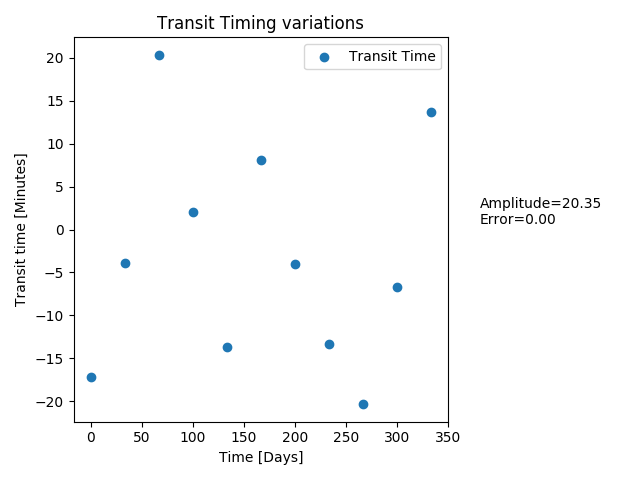 Transit Timing variations
Transit Time
Transit time [Minutes]
20
15
10
5
0
−5
−10
−15
−20
Amplitude=20.35
Error=0.00
0 50 100 150 200 250 300 350
Time [Days]